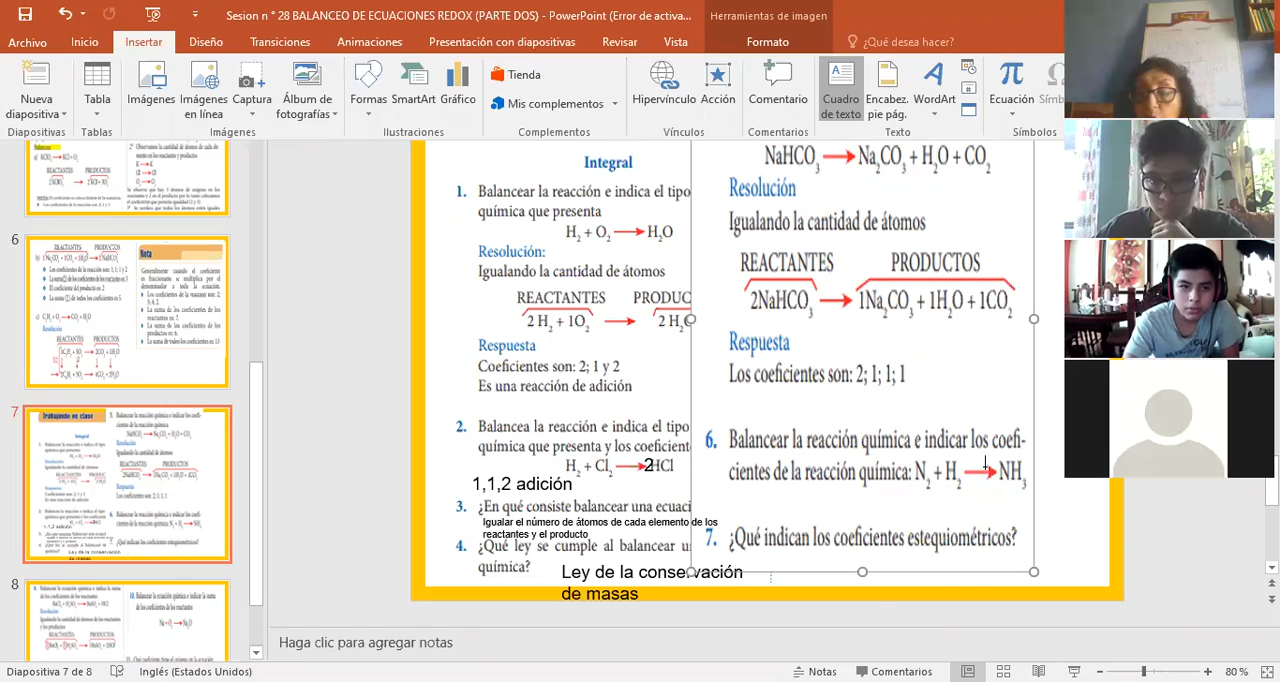 Sesion n ° 28 BALANCEO DE ECUACIONES REDOX (PARTE DOS) - PowerPoint (Error de activa...
Herramientas de imagen
Archivo Inicio Insertar Diseño Transiciones Animaciones Presentación con diapositivas Revisar Vista Formato ¿Qué desea hacer?
Nueva diapositiva
Tabla
Imágenes
Imágenes en línea
Captura
Álbum de fotografías
Formas
SmartArt
Gráfico
Tienda
Mis complementos
Hipervínculo
Acción
Comentario
Cuadro de texto
Encabez. pie pág.
WordArt
Ecuación
Símb
Diapositivas Tablas Imágenes Ilustraciones Complementos Vínculos Comentarios Texto Símbolos
6
Nota
7
Trabajando en clase
8
Integral
1. Balancear la reacción e indica el tipo
química que presenta
H₂ + O₂ ⟶ H₂O
Resolución:
Igualando la cantidad de átomos
REACTANTES PRODUC
2 H₂ + 1O₂ ⟶ 2 H₂
Respuesta
Coeficientes son: 2; 1 y 2
Es una reacción de adición
2. Balancea la reacción e indica el tipo
química que presenta y los coeficient
H₂ + Cl₂ ⟶ 2HCl
1,1,2 adición
3. ¿En qué consiste balancear una ecuaci
Igualar el número de átomos de cada elemento de los
reactantes y el producto
4. ¿Qué ley se cumple al balancear u
química?
Ley de la conservación
de masas
NaHCO₃ ⟶ Na₂CO₃ + H₂O + CO₂
Resolución
Igualando la cantidad de átomos
REACTANTES PRODUCTOS
2NaHCO₃ ⟶ 1Na₂CO₃ + 1H₂O + 1CO₂
Respuesta
Los coeficientes son: 2; 1; 1; 1
6. Balancear la reacción química e indicar los coefi-
cientes de la reacción química: N₂ + H₂ ⟶ NH₃
7. ¿Qué indican los coeficientes estequiométricos?
Haga clic para agregar notas
Diapositiva 7 de 8 Inglés (Estados Unidos) Notas Comentarios 80 %